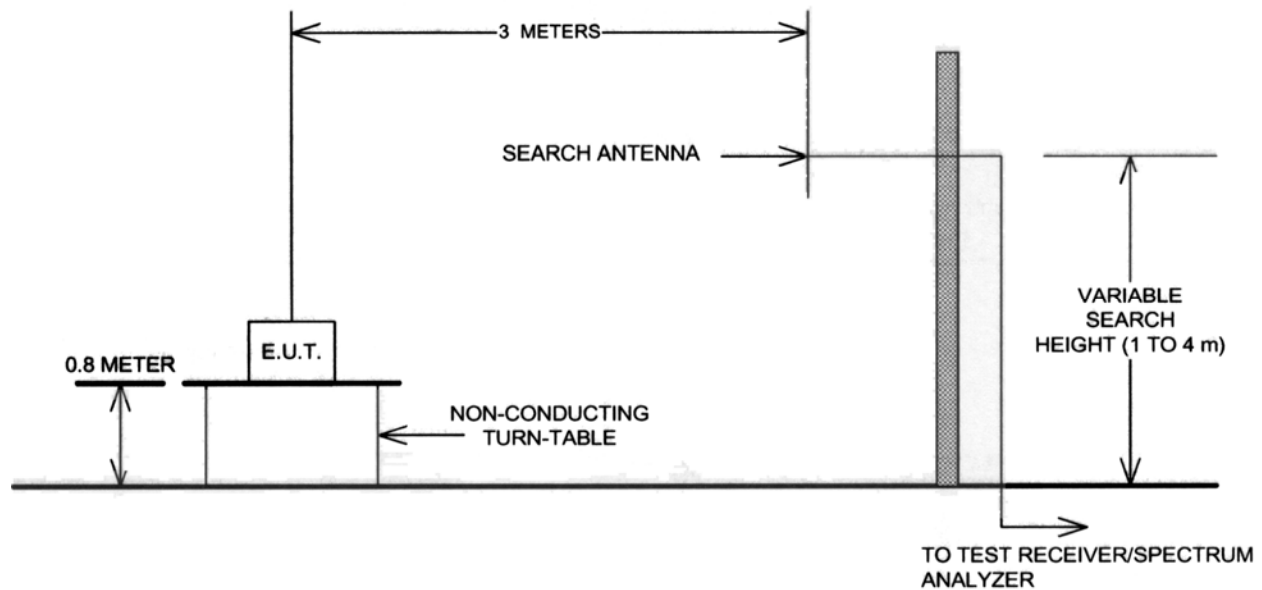 3 METERS
SEARCH ANTENNA
E.U.T.
0.8 METER
NON-CONDUCTING
TURN-TABLE
VARIABLE
SEARCH
HEIGHT (1 TO 4 m)
TO TEST RECEIVER/SPECTRUM
ANALYZER